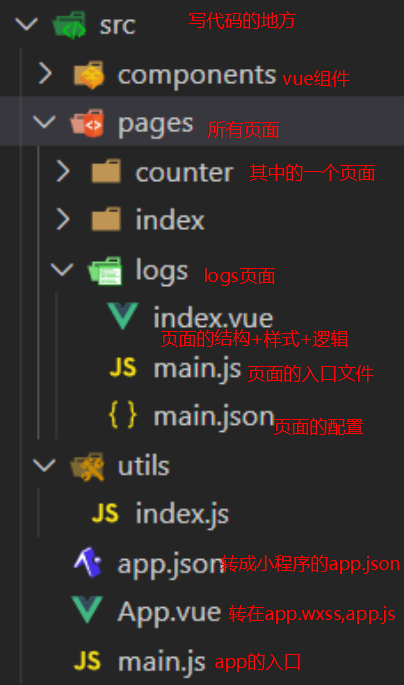 src 写代码的地方
components vue组件
pages 所有页面
counter 其中的一个页面
index
logs logs页面
index.vue
页面的结构+样式+逻辑
JS main.js 页面的入口文件
{ } main.json 页面的配置
utils
JS index.js
app.json 转成小程序的app.json
App.vue 转在app.wxss,app.js
JS main.js app的入口